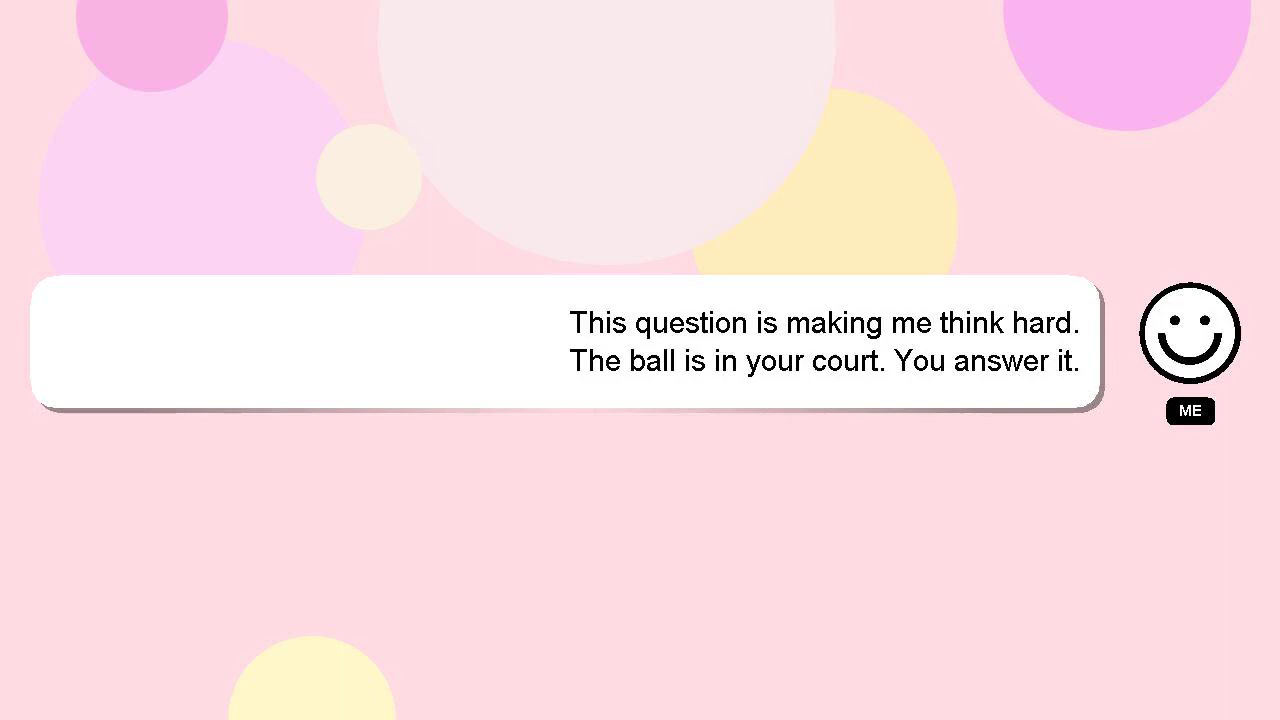 This question is making me think hard.
The ball is in your court. You answer it.
ME